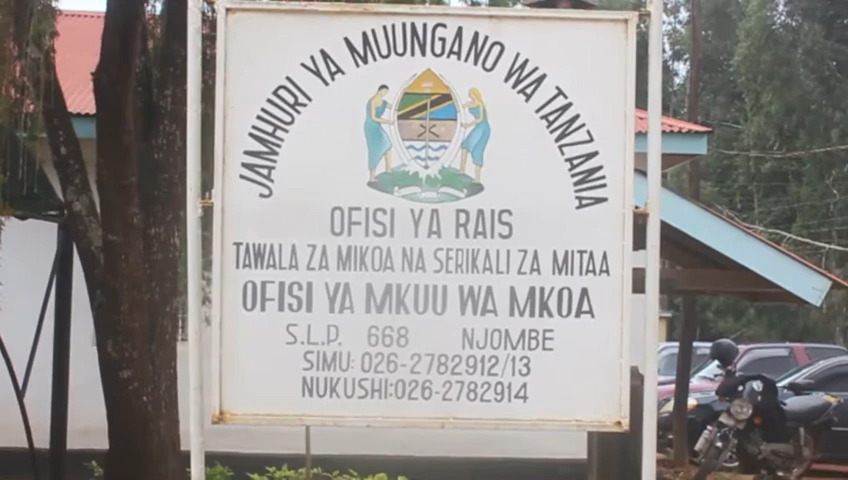 JAMHURI YA MUUNGANO WA TANZANIA
OFISI YA RAIS
TAWALA ZA MIKOA NA SERIKALI ZA MITAA
OFISI YA MKUU WA MKOA
S.L.P. 668 NJOMBE
SIMU: 026-2782912/13
NUKUSHI:026-2782914